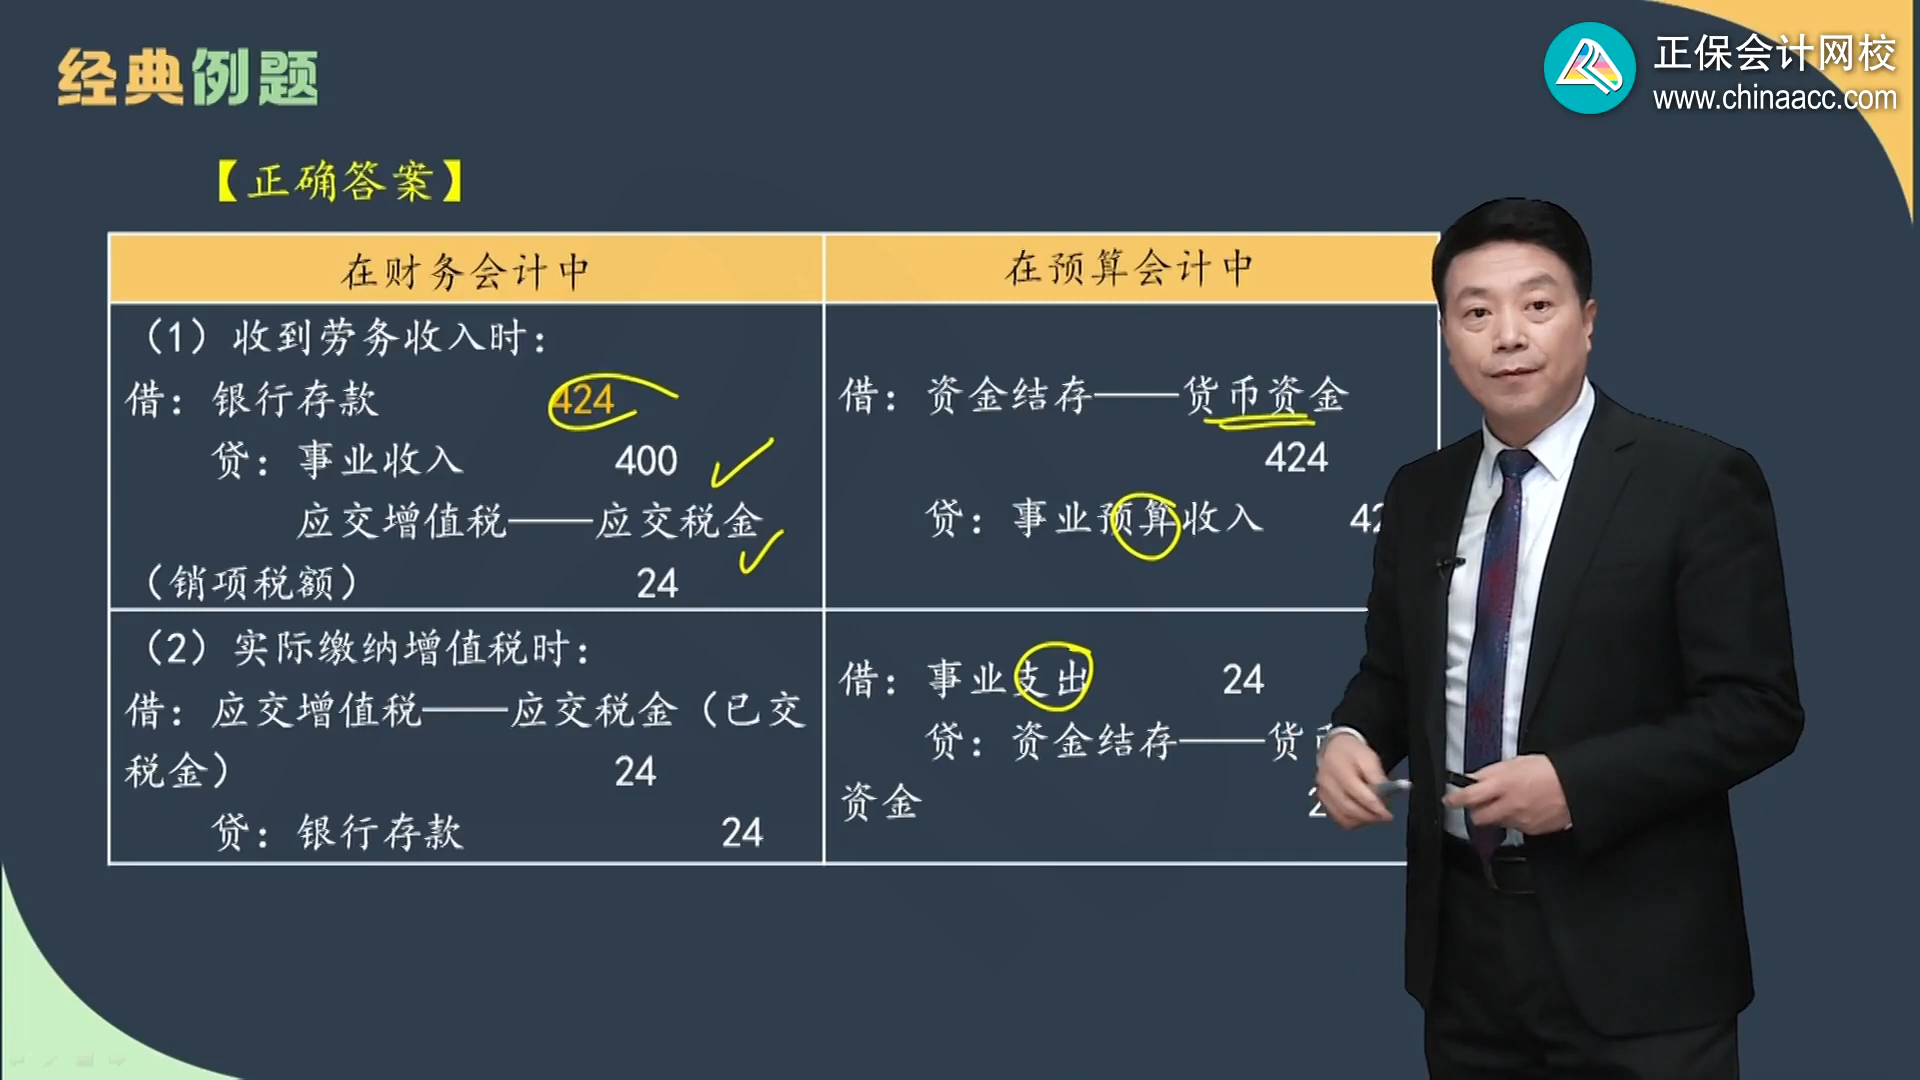 经典例题
正保会计网校
www.chinaacc.com
【正确答案】
在财务会计中
在预算会计中
（1）收到劳务收入时：
借：银行存款 424
贷：事业收入 400
应交增值税——应交税金
（销项税额） 24
借：资金结存——货币资金
424
贷：事业预算收入 42
（2）实际缴纳增值税时：
借：应交增值税——应交税金（已交
税金） 24
贷：银行存款 24
借：事业支出 24
贷：资金结存——货币
资金 2